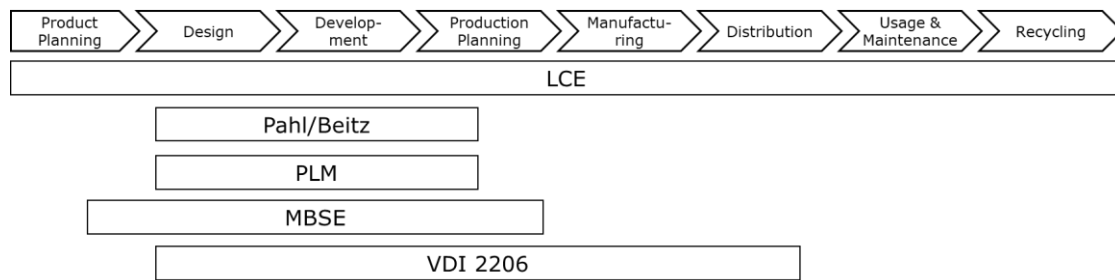 Product
Planning
Design
Develop-
ment
Production
Planning
Manufactu-
ring
Distribution
Usage &
Maintenance
Recycling
LCE
Pahl/Beitz
PLM
MBSE
VDI 2206